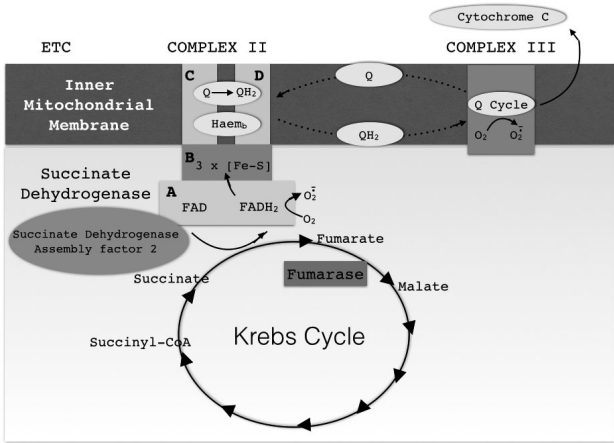 Cytochrome C
ETC
COMPLEX II
COMPLEX III
Inner
Mitochondrial
Membrane
C
D
Q → QH₂
Haem_b
Q
QH₂
Q Cycle
O₂
O₂⁻
B
3 x [Fe-S]
Succinate
Dehydrogenase
A
FAD
FADH₂
O₂⁻
O₂
Succinate Dehydrogenase
Assembly factor 2
Fumarate
Fumarase
Succinate
Malate
Succinyl-CoA
Krebs Cycle